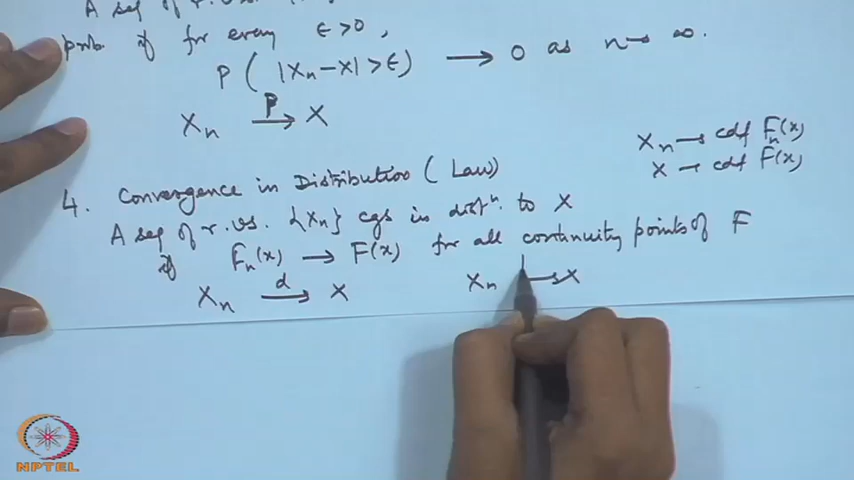 A seq of r.vs.
prob. if for every ε>0,
P ( |Xn − X| > ε) → 0 as n → ∞.
Xn →P X
Xn → cdf Fn(x)
X → cdf F(x)
4. Convergence in Distribution (Law)
A seq of r.vs. {Xn} cgs in distⁿ. to X
if Fn(x) → F(x) for all continuity points of F
Xn →d X Xn → X
NPTEL